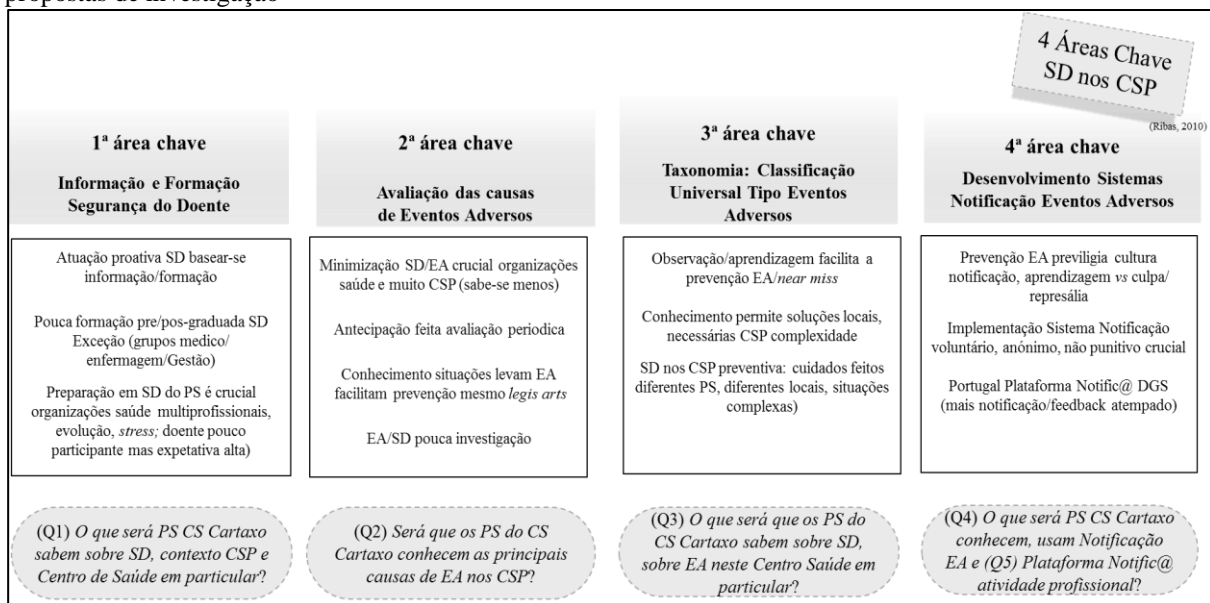 propostas de investigação
4 Áreas Chave
SD nos CSP
(Ribas, 2010)
1ª área chave
Informação e Formação
Segurança do Doente
Atuação proativa SD basear-se
informação/formação
Pouca formação pre/pos-graduada SD
Exceção (grupos medico/
enfermagem/Gestão)
Preparação em SD do PS é crucial
organizações saúde multiprofissionais,
evolução, stress; doente pouco
participante mas expetativa alta)
(Q1) O que será PS CS Cartaxo
sabem sobre SD, contexto CSP e
Centro de Saúde em particular?
2ª área chave
Avaliação das causas
de Eventos Adversos
Minimização SD/EA crucial organizações
saúde e muito CSP (sabe-se menos)
Antecipação feita avaliação periodica
Conhecimento situações levam EA
facilitam prevenção mesmo legis arts
EA/SD pouca investigação
(Q2) Será que os PS do CS
Cartaxo conhecem as principais
causas de EA nos CSP?
3ª área chave
Taxonomia: Classificação
Universal Tipo Eventos
Adversos
Observação/aprendizagem facilita a
prevenção EA/near miss
Conhecimento permite soluções locais,
necessárias CSP complexidade
SD nos CSP preventiva: cuidados feitos
diferentes PS, diferentes locais, situações
complexas)
(Q3) O que será que os PS do
CS Cartaxo sabem sobre SD,
sobre EA neste Centro Saúde em
particular?
4ª área chave
Desenvolvimento Sistemas
Notificação Eventos Adversos
Prevenção EA previligia cultura
notificação, aprendizagem vs culpa/
represália
Implementação Sistema Notificação
voluntário, anónimo, não punitivo crucial
Portugal Plataforma Notific@ DGS
(mais notificação/feedback atempado)
(Q4) O que será PS CS Cartaxo
conhecem, usam Notificação
EA e (Q5) Plataforma Notific@
atividade profissional?